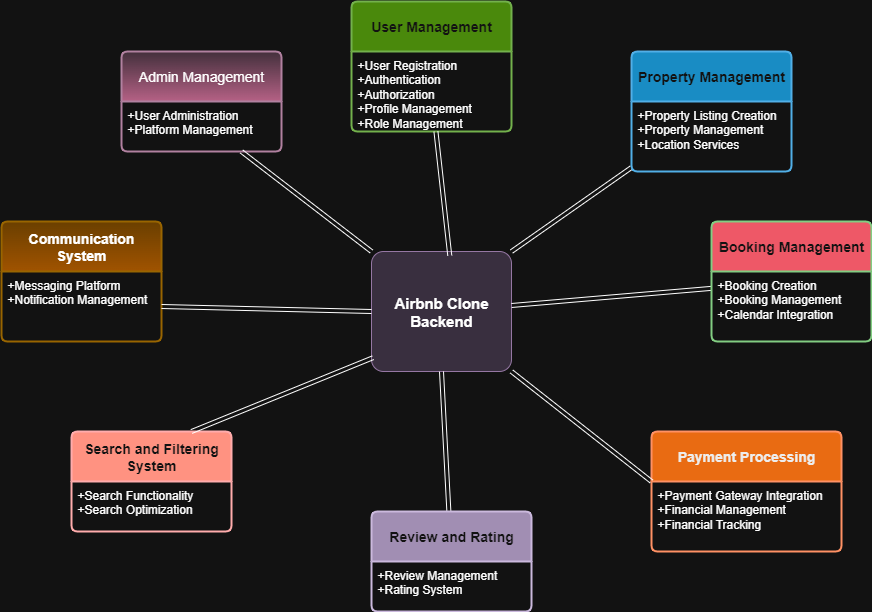 User Management
+User Registration
+Authentication
+Authorization
+Profile Management
+Role Management
Admin Management
+User Administration
+Platform Management
Property Management
+Property Listing Creation
+Property Management
+Location Services
Communication
System
+Messaging Platform
+Notification Management
Booking Management
+Booking Creation
+Booking Management
+Calendar Integration
Airbnb Clone
Backend
Search and Filtering
System
+Search Functionality
+Search Optimization
Payment Processing
+Payment Gateway Integration
+Financial Management
+Financial Tracking
Review and Rating
+Review Management
+Rating System